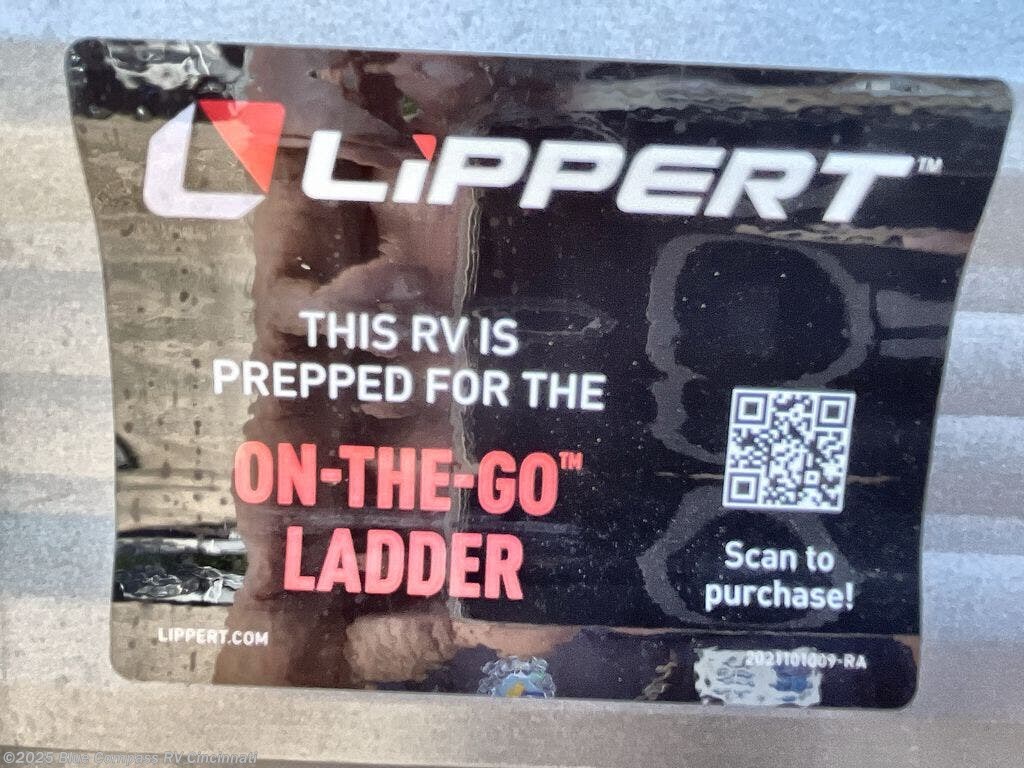 LiPPERT™
THIS RV IS
PREPPED FOR THE
ON-THE-GO™
LADDER
Scan to
purchase!
LIPPERT.COM
2021101009-RA
©2025 Blue Compass RV Cincinnati